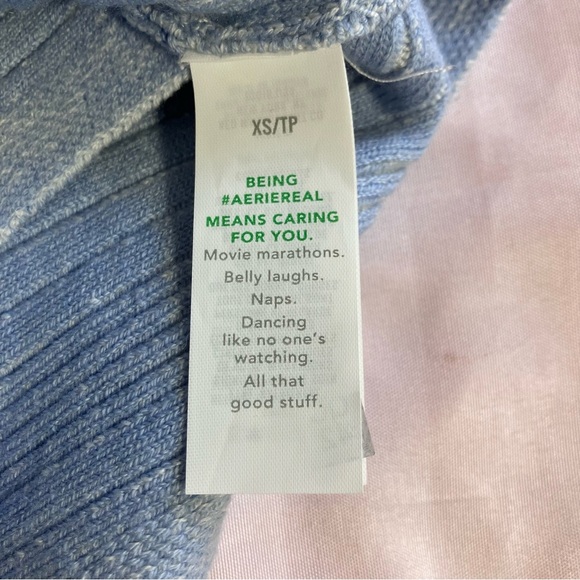 XS/TP
BEING
#AERIEREAL
MEANS CARING
FOR YOU.
Movie marathons.
Belly laughs.
Naps.
Dancing
like no one's
watching.
All that
good stuff.